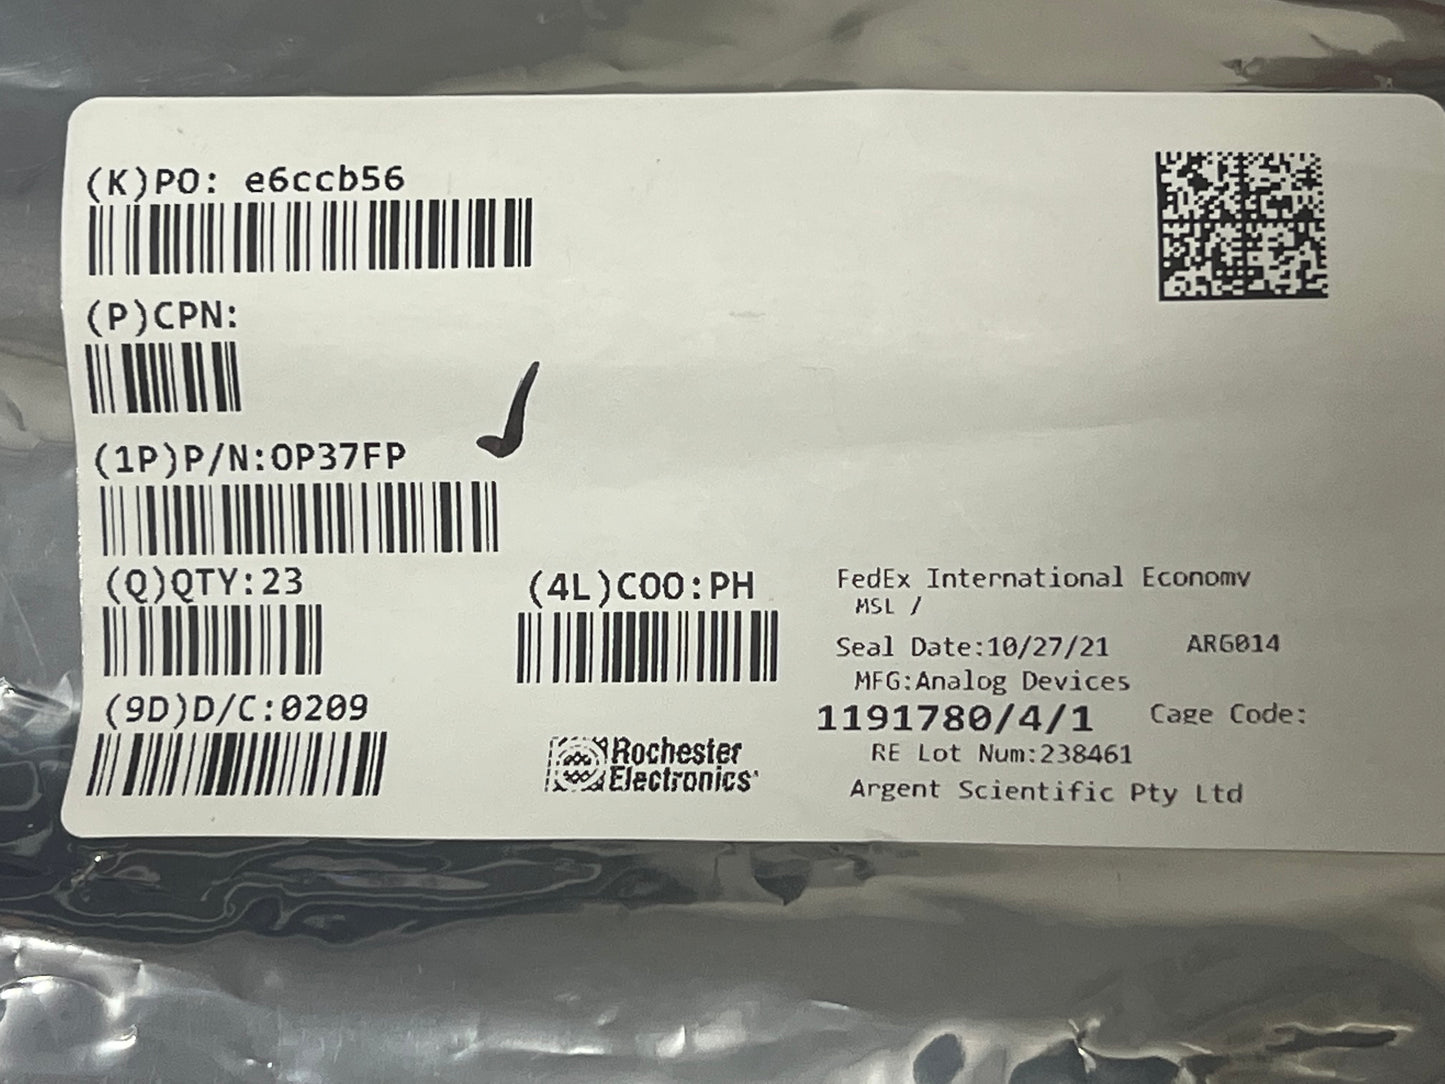 (K)PO: e6ccb56
(P)CPN:
(1P)P/N:OP37FP
(Q)QTY:23
(4L)COO:PH
(9D)D/C:0209
Rochester
Electronics
FedEx International Economy
MSL /
Seal Date:10/27/21 ARG014
MFG:Analog Devices
1191780/4/1 Cage Code:
RE Lot Num:238461
Argent Scientific Pty Ltd